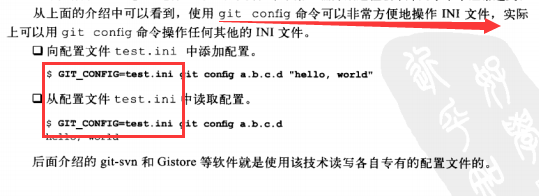 从上面的介绍中可以看到，使用 git config 命令可以非常方便地操作 INI 文件，实际
上可以用 git config 命令操作任何其他的 INI 文件。
❑ 向配置文件 test.ini 中添加配置。
$ GIT_CONFIG=test.ini git config a.b.c.d "hello, world"
❑ 从配置文件 test.ini 中读取配置。
$ GIT_CONFIG=test.ini git config a.b.c.d
hello, world
后面介绍的 git-svn 和 Gistore 等软件就是使用该技术读写各自专有的配置文件的。